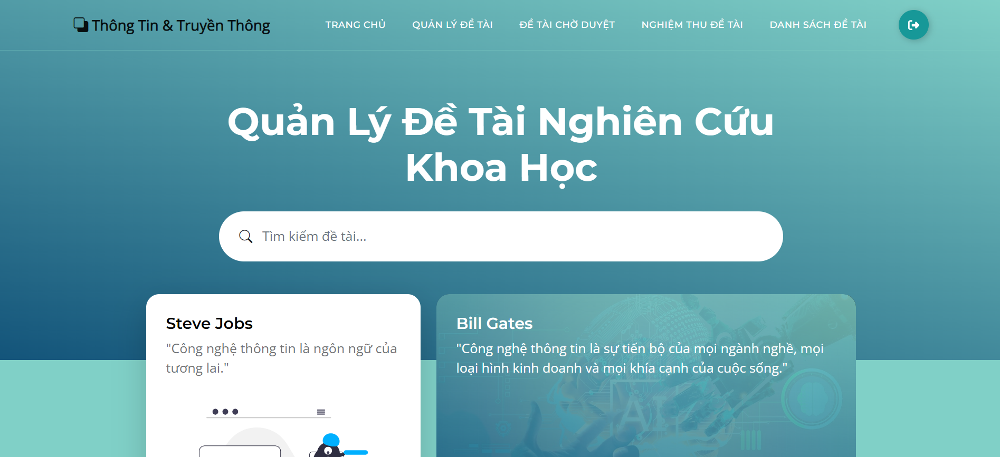 Thông Tin & Truyền Thông
TRANG CHỦ
QUẢN LÝ ĐỀ TÀI
ĐỀ TÀI CHỜ DUYỆT
NGHIỆM THU ĐỀ TÀI
DANH SÁCH ĐỀ TÀI
Quản Lý Đề Tài Nghiên Cứu
Khoa Học
Tìm kiếm đề tài...
Steve Jobs
"Công nghệ thông tin là ngôn ngữ của
tương lai."
Bill Gates
"Công nghệ thông tin là sự tiến bộ của mọi ngành nghề, mọi
loại hình kinh doanh và mọi khía cạnh của cuộc sống."
AI